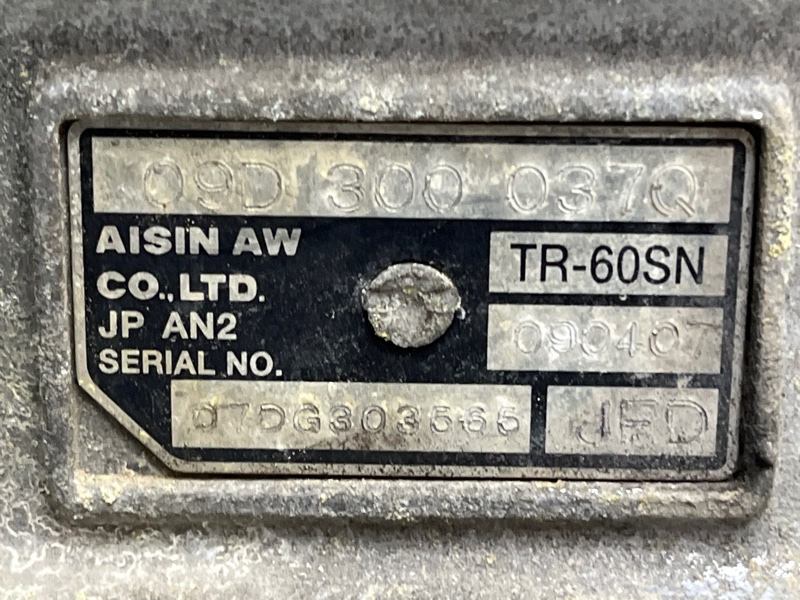 09D 300 037Q
AISIN AW
CO.,LTD.
TR-60SN
JP AN2
090407
SERIAL NO.
07DG303565
JFD